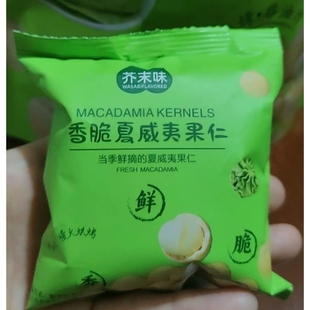 芥末味
WASABI FLAVORED
MACADAMIA KERNELS
香脆夏威夷果仁
当季鲜摘的夏威夷果仁
FRESH MACADAMIA
鲜
脆
香